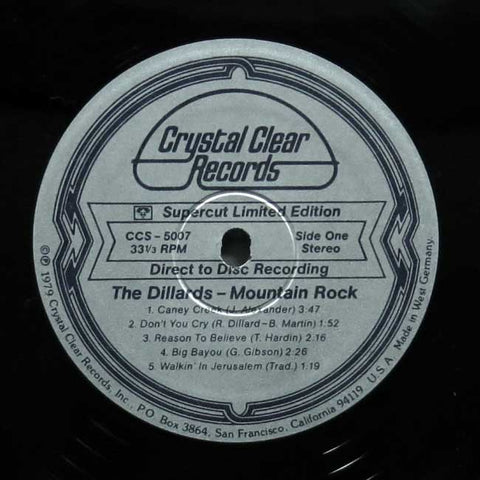 Crystal Clear
Records
Supercut Limited Edition
CCS - 5007
33⅓ RPM
Side One
Stereo
Direct to Disc Recording
The Dillards - Mountain Rock
1. Caney Creek (J. Alexander) 3:47
2. Don't You Cry (R. Dillard - B. Martin) 1:52
3. Reason To Believe (T. Hardin) 2:16
4. Big Bayou (G. Gibson) 2:26
5. Walkin' In Jerusalem (Trad.) 1:19
©℗ 1979 Crystal Clear Records, Inc., P.O. Box 3864, San Francisco, California 94119 U.S.A. Made in West Germany.